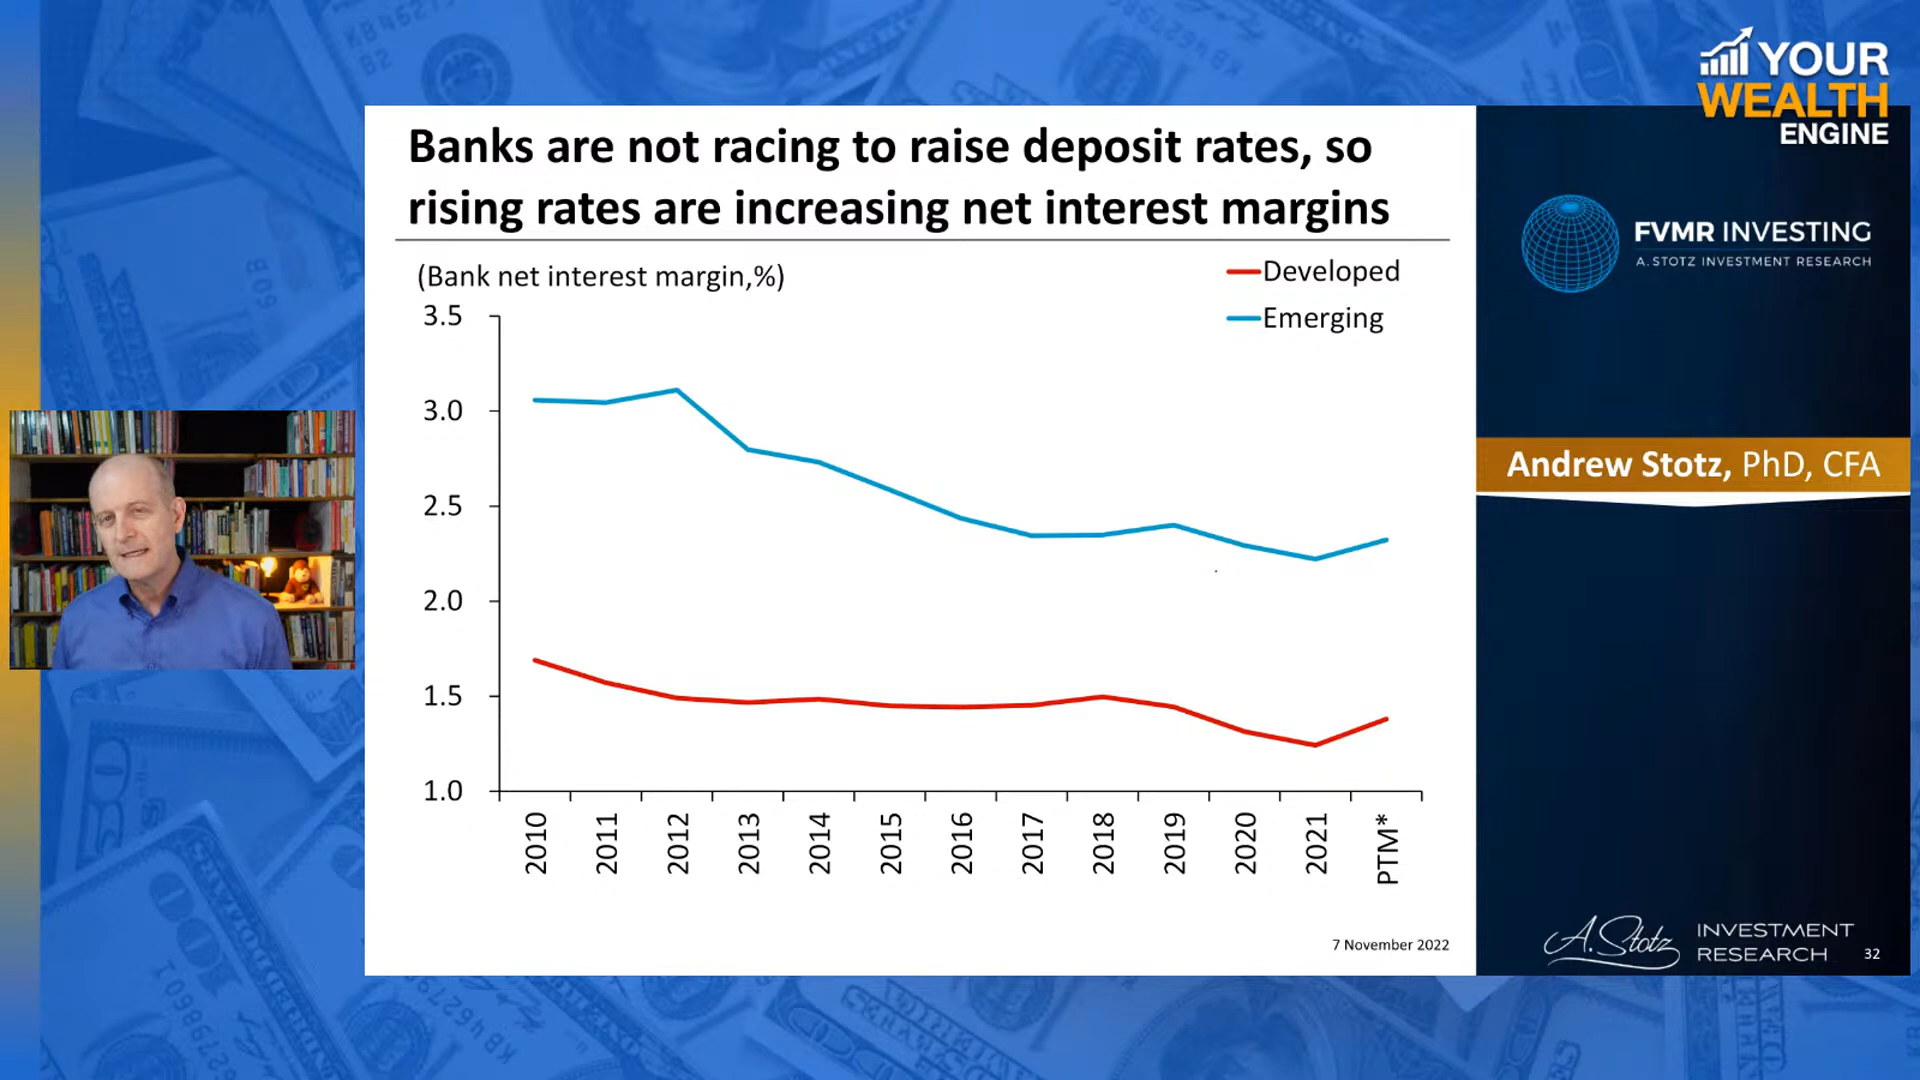 YOUR
WEALTH
ENGINE
Banks are not racing to raise deposit rates, so
rising rates are increasing net interest margins
(Bank net interest margin,%)
Developed
Emerging
3.5
3.0
2.5
2.0
1.5
1.0
2010
2011
2012
2013
2014
2015
2016
2017
2018
2019
2020
2021
PTM*
7 November 2022
FVMR INVESTING
A. STOTZ INVESTMENT RESEARCH
Andrew Stotz, PhD, CFA
A. Stotz
INVESTMENT
RESEARCH
32